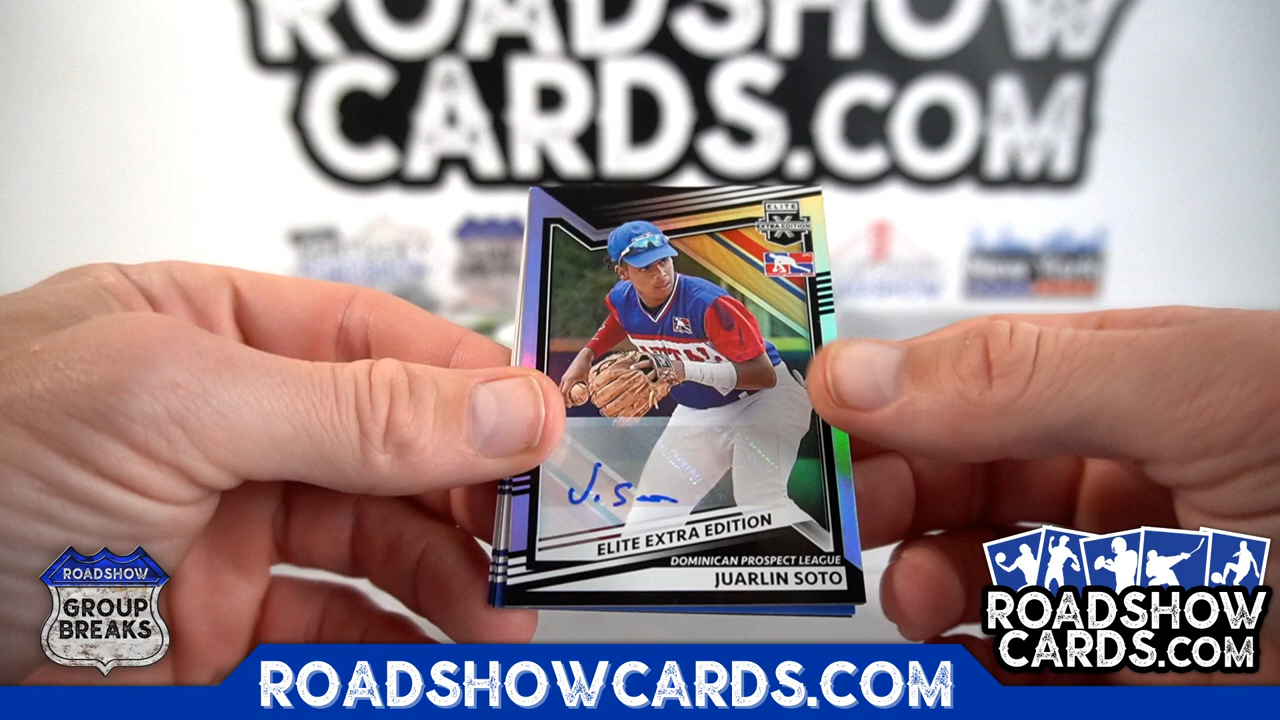 ROADSHOW
CARDS.COM
ELITE
EXTRA EDITION
J. S
ELITE EXTRA EDITION
DOMINICAN PROSPECT LEAGUE
JUARLIN SOTO
ROADSHOW
GROUP
BREAKS
ROADSHOW
CARDS.COM
ROADSHOWCARDS.COM